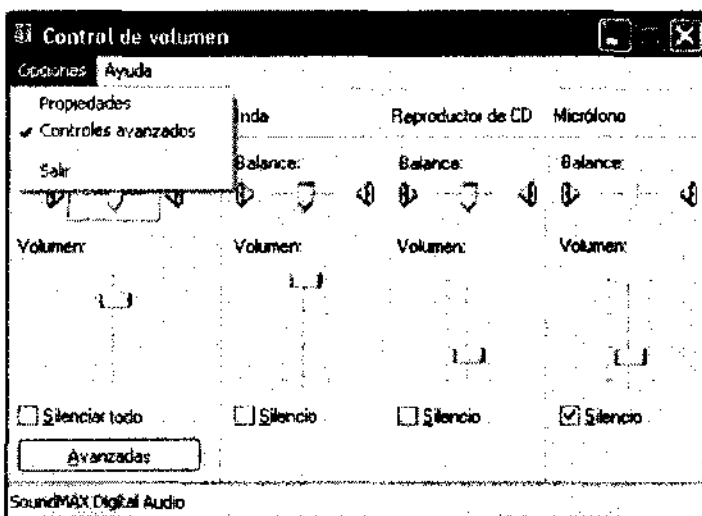 Control de volumen
Opciones Ayuda
Propiedades
Controles avanzados
Salir
nda
Reproductor de CD
Micrófono
Balance:
Balance:
Balance:
Volumen:
Volumen:
Volumen:
Volumen:
Silenciar todo
Silencio
Silencio
Silencio
Avanzadas
SoundMAX Digital Audio